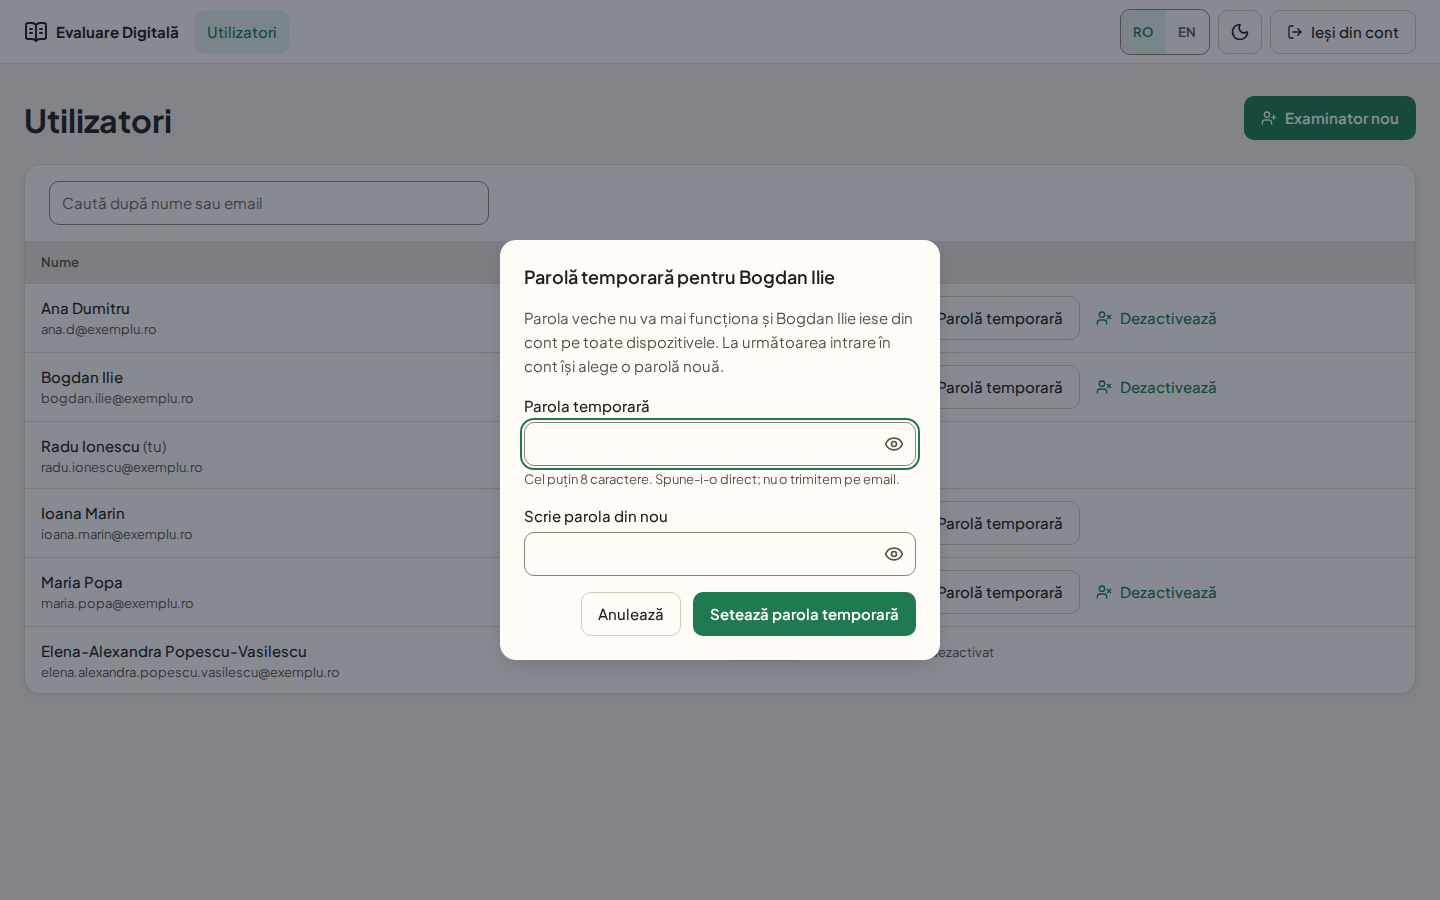 Evaluare Digitală
Utilizatori
RO
EN
Ieși din cont
Utilizatori
Examinator nou
Caută după nume sau email
Nume
Ana Dumitru
ana.d@exemplu.ro
Parolă temporară
Dezactivează
Bogdan Ilie
bogdan.ilie@exemplu.ro
Parolă temporară
Dezactivează
Radu Ionescu (tu)
radu.ionescu@exemplu.ro
Ioana Marin
ioana.marin@exemplu.ro
Parolă temporară
Maria Popa
maria.popa@exemplu.ro
Parolă temporară
Dezactivează
Elena-Alexandra Popescu-Vasilescu
elena.alexandra.popescu.vasilescu@exemplu.ro
Parolă temporară pentru Bogdan Ilie
Parola veche nu va mai funcționa și Bogdan Ilie iese din
cont pe toate dispozitivele. La următoarea intrare în
cont își alege o parolă nouă.
Parola temporară
Cel puțin 8 caractere. Spune-i-o direct; nu o trimitem pe email.
Scrie parola din nou
Anulează
Setează parola temporară